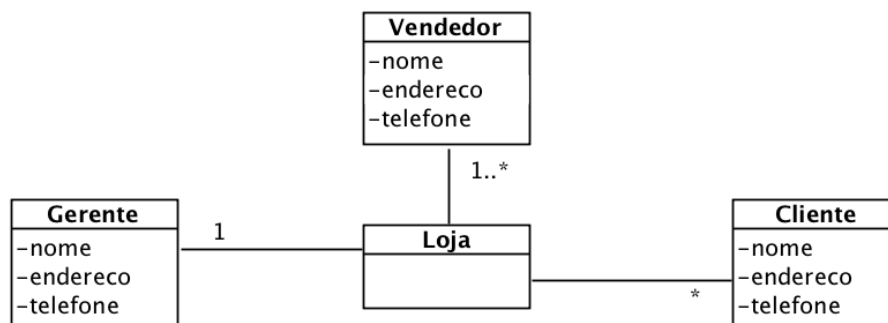 Vendedor
-nome
-endereco
-telefone
1..*
Gerente
-nome
-endereco
-telefone
1
Loja
*
Cliente
-nome
-endereco
-telefone